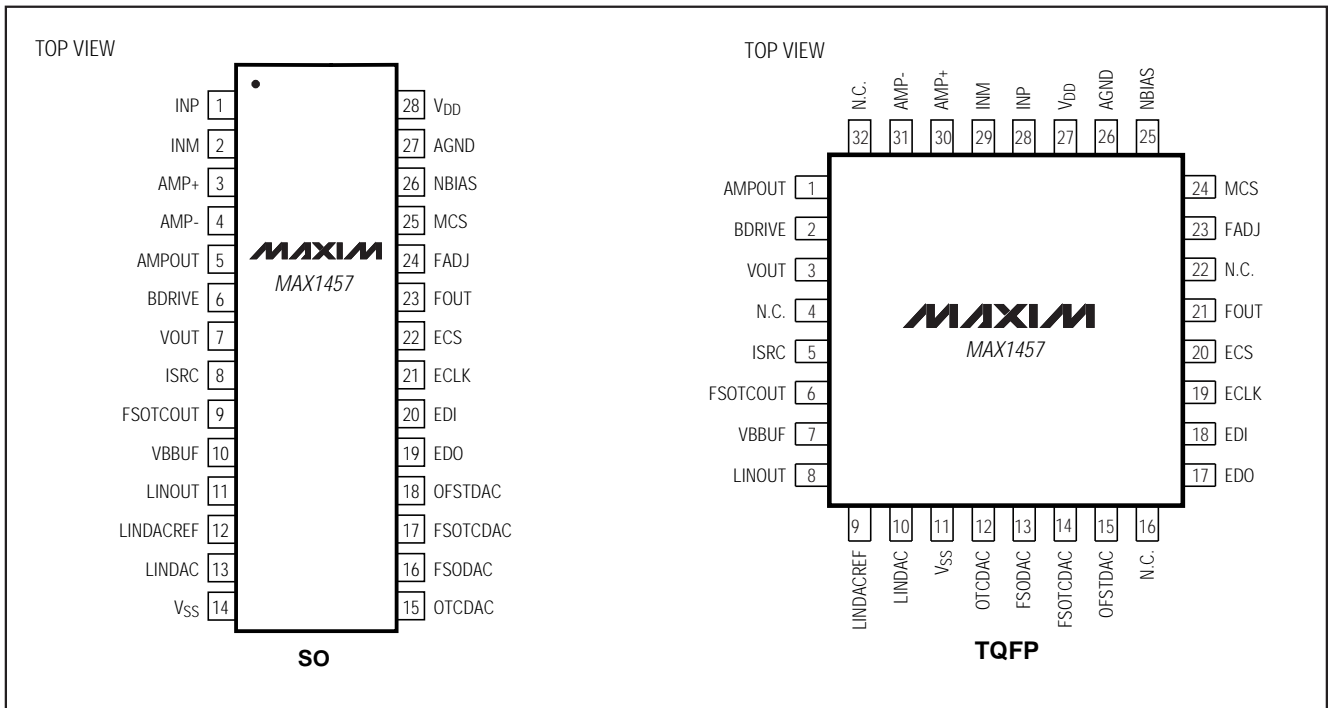 TOP VIEW
INP 1
INM 2
AMP+ 3
AMP- 4
AMPOUT 5
BDRIVE 6
VOUT 7
ISRC 8
FSOTCOUT 9
VBBUF 10
LINOUT 11
LINDACREF 12
LINDAC 13
VSS 14
MAXIM
MAX1457
28 VDD
27 AGND
26 NBIAS
25 MCS
24 FADJ
23 FOUT
22 ECS
21 ECLK
20 EDI
19 EDO
18 OFSTDAC
17 FSOTCDAC
16 FSODAC
15 OTCDAC
SO
TOP VIEW
N.C. AMP- AMP+ INM INP VDD AGND NBIAS
32 31 30 29 28 27 26 25
AMPOUT 1
BDRIVE 2
VOUT 3
N.C. 4
ISRC 5
FSOTCOUT 6
VBBUF 7
LINOUT 8
MAXIM
MAX1457
24 MCS
23 FADJ
22 N.C.
21 FOUT
20 ECS
19 ECLK
18 EDI
17 EDO
9 10 11 12 13 14 15 16
LINDACREF LINDAC VSS OTCDAC FSODAC FSOTCDAC OFSTDAC N.C.
TQFP